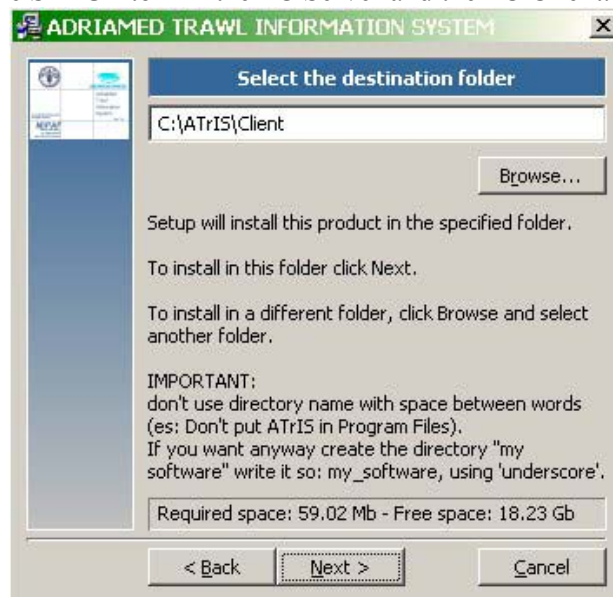 ADRIAMED TRAWL INFORMATION SYSTEM
Select the destination folder
C:\ATrIS\Client
Browse...
Setup will install this product in the specified folder.
To install in this folder click Next.
To install in a different folder, click Browse and select
another folder.
IMPORTANT:
don't use directory name with space between words
(es: Don't put ATrIS in Program Files).
If you want anyway create the directory "my
software" write it so: my_software, using 'underscore'.
Required space: 59.02 Mb - Free space: 18.23 Gb
< Back
Next >
Cancel